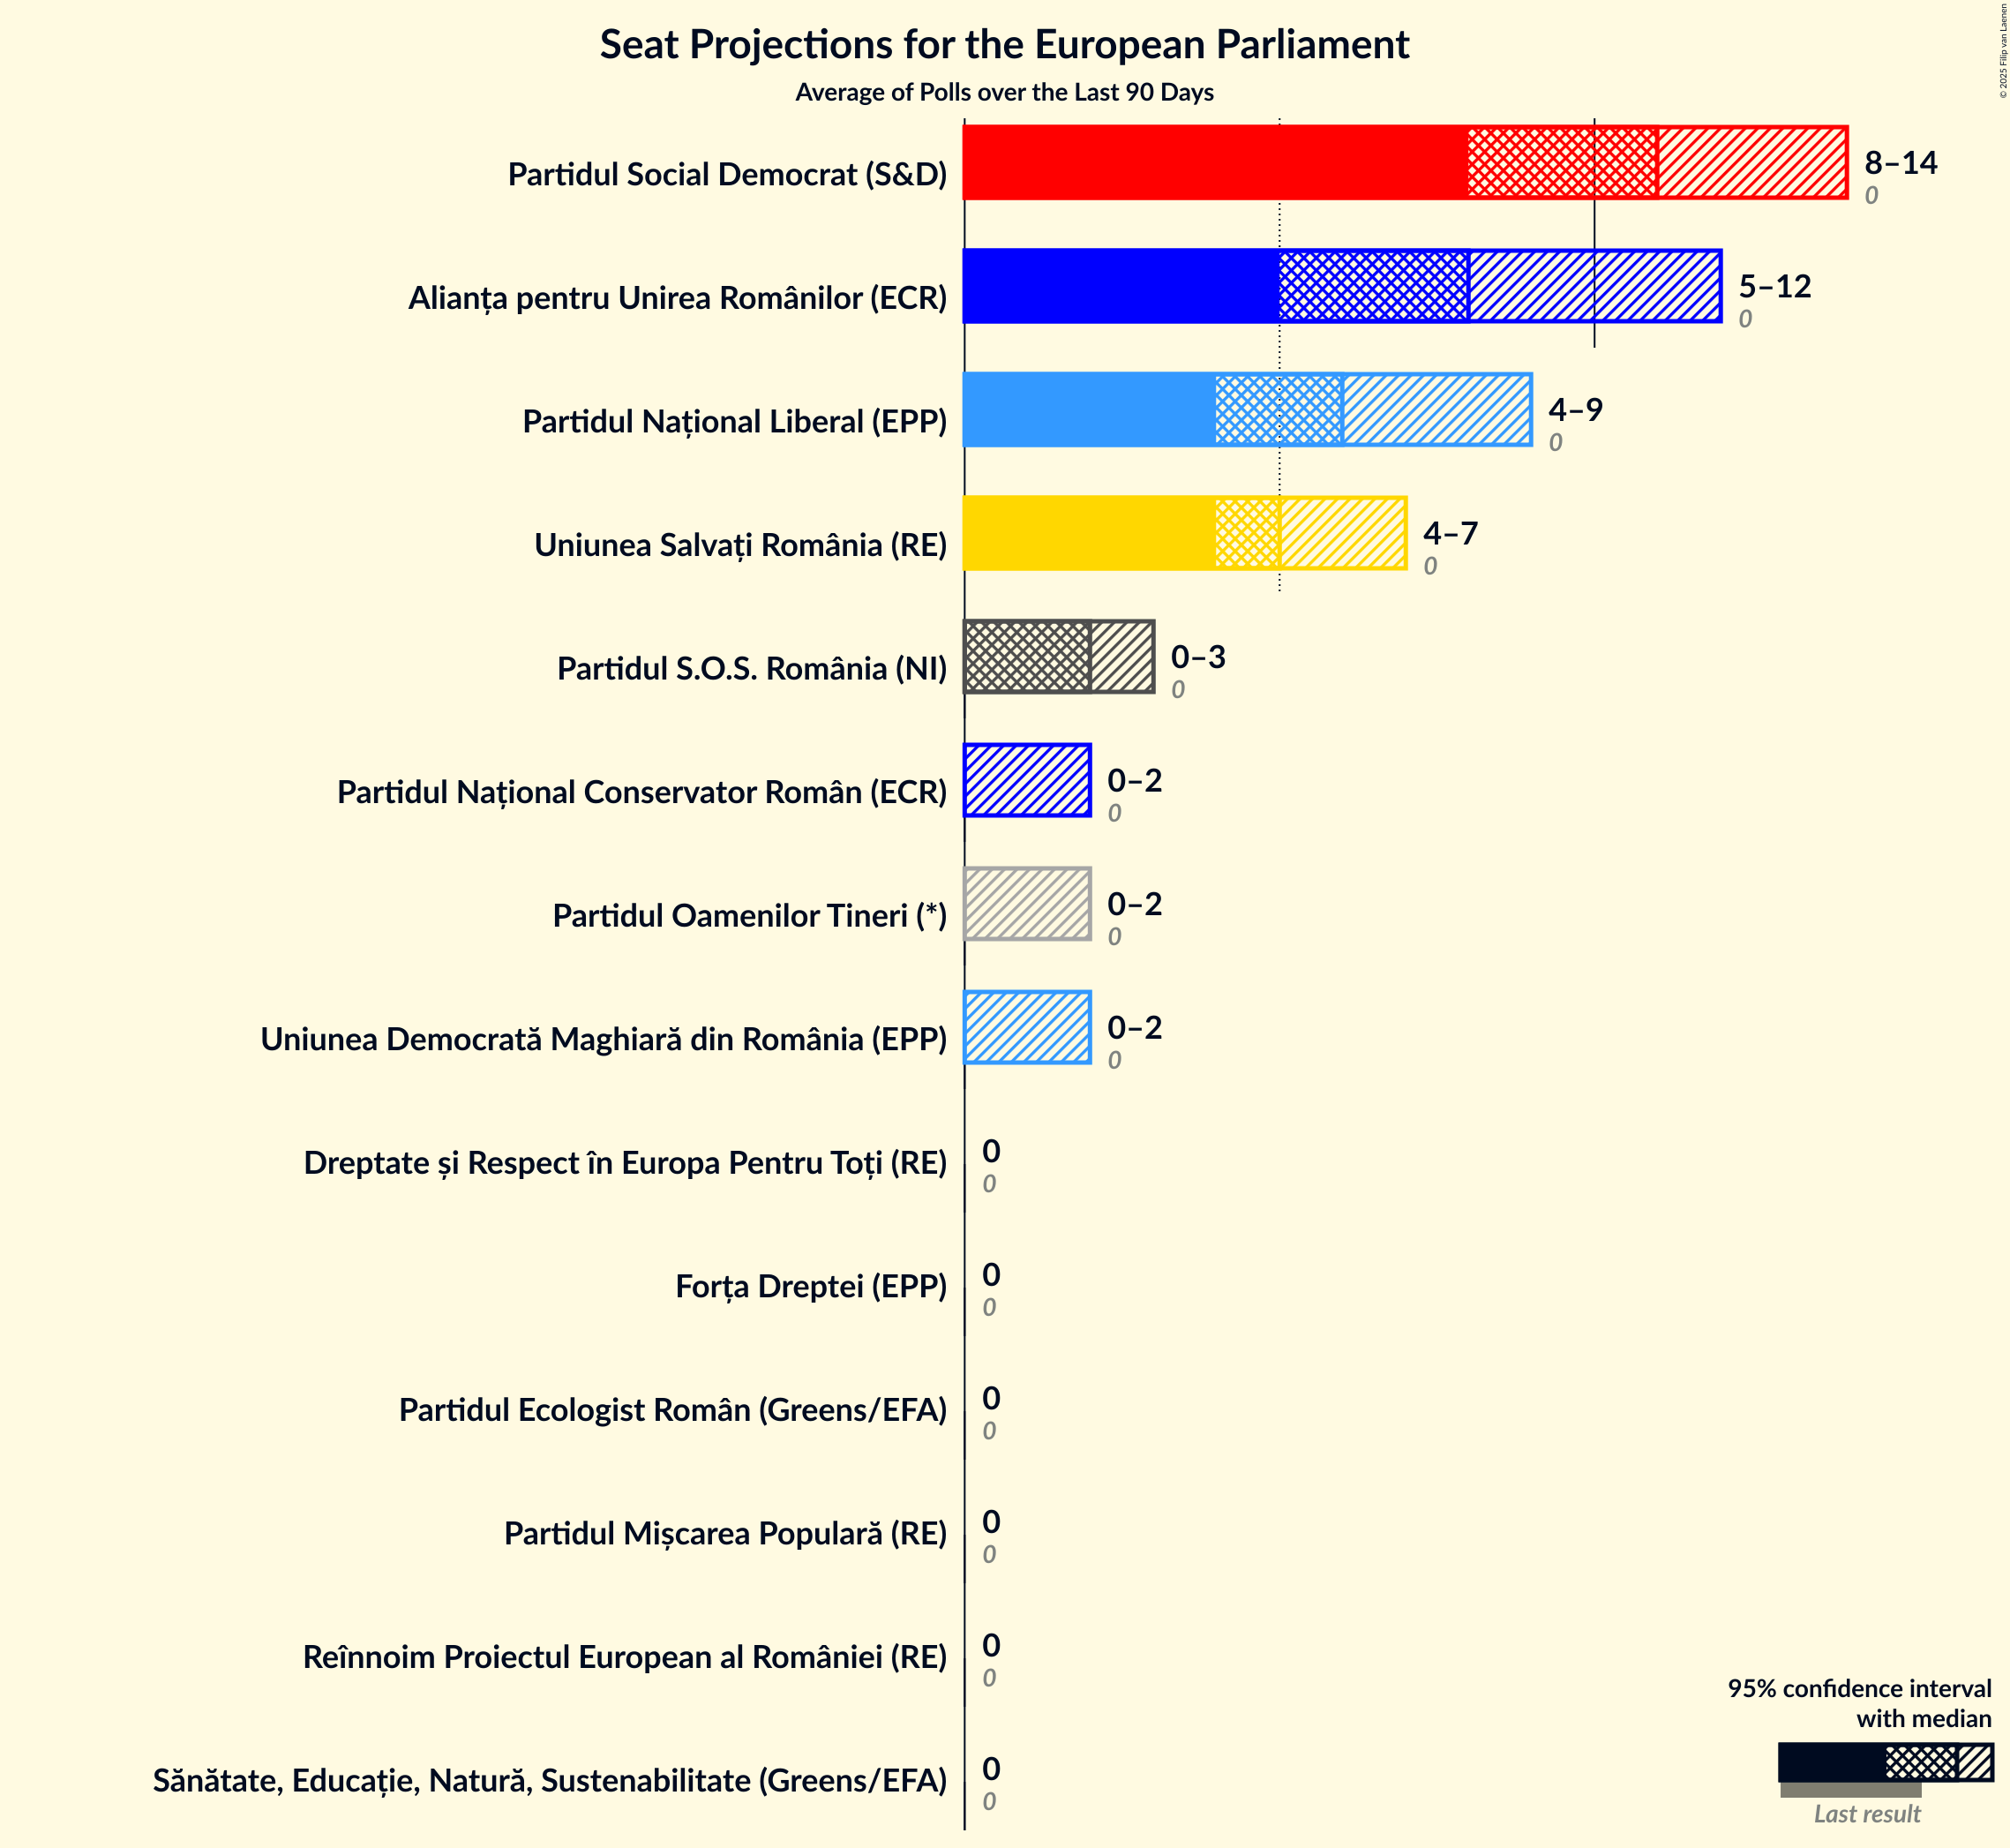 Seat Projections for the European Parliament
Average of Polls over the Last 90 Days
© 2025 Filip van Laenen
Partidul Social Democrat (S&D)
8–14
0
Alianța pentru Unirea Românilor (ECR)
5–12
0
Partidul Național Liberal (EPP)
4–9
0
Uniunea Salvați România (RE)
4–7
0
Partidul S.O.S. România (NI)
0–3
0
Partidul Național Conservator Român (ECR)
0–2
0
Partidul Oamenilor Tineri (*)
0–2
0
Uniunea Democrată Maghiară din România (EPP)
0–2
0
Dreptate și Respect în Europa Pentru Toți (RE)
0
0
Forța Dreptei (EPP)
0
0
Partidul Ecologist Român (Greens/EFA)
0
0
Partidul Mișcarea Populară (RE)
0
0
Reînnoim Proiectul European al României (RE)
0
0
Sănătate, Educație, Natură, Sustenabilitate (Greens/EFA)
0
0
95% confidence interval
with median
Last result